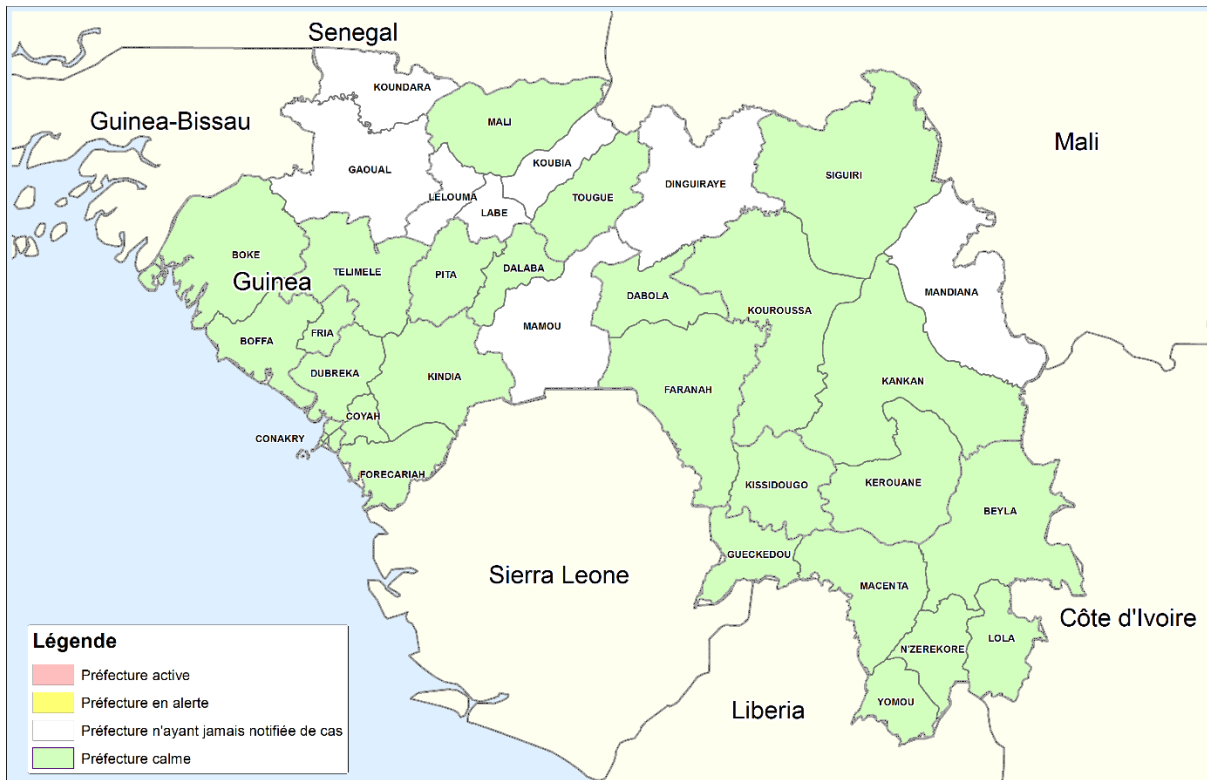 Senegal
KOUNDARA
Guinea-Bissau
MALI
Mali
KOUBIA
GAOUAL
SIGUIRI
DINGUIRAYE
LELOUMA
TOUGUE
LABE
BOKE
TELIMELE
PITA
DALABA
Guinea
DABOLA
MANDIANA
KOUROUSSA
MAMOU
FRIA
BOFFA
DUBREKA
KINDIA
KANKAN
FARANAH
COYAH
CONAKRY
FORECARIAH
KISSIDOUGO
KEROUANE
BEYLA
GUECKEDOU
Sierra Leone
MACENTA
Côte d'Ivoire
LOLA
N'ZEREKORE
YOMOU
Liberia
Légende
Préfecture active
Préfecture en alerte
Préfecture n'ayant jamais notifiée de cas
Préfecture calme